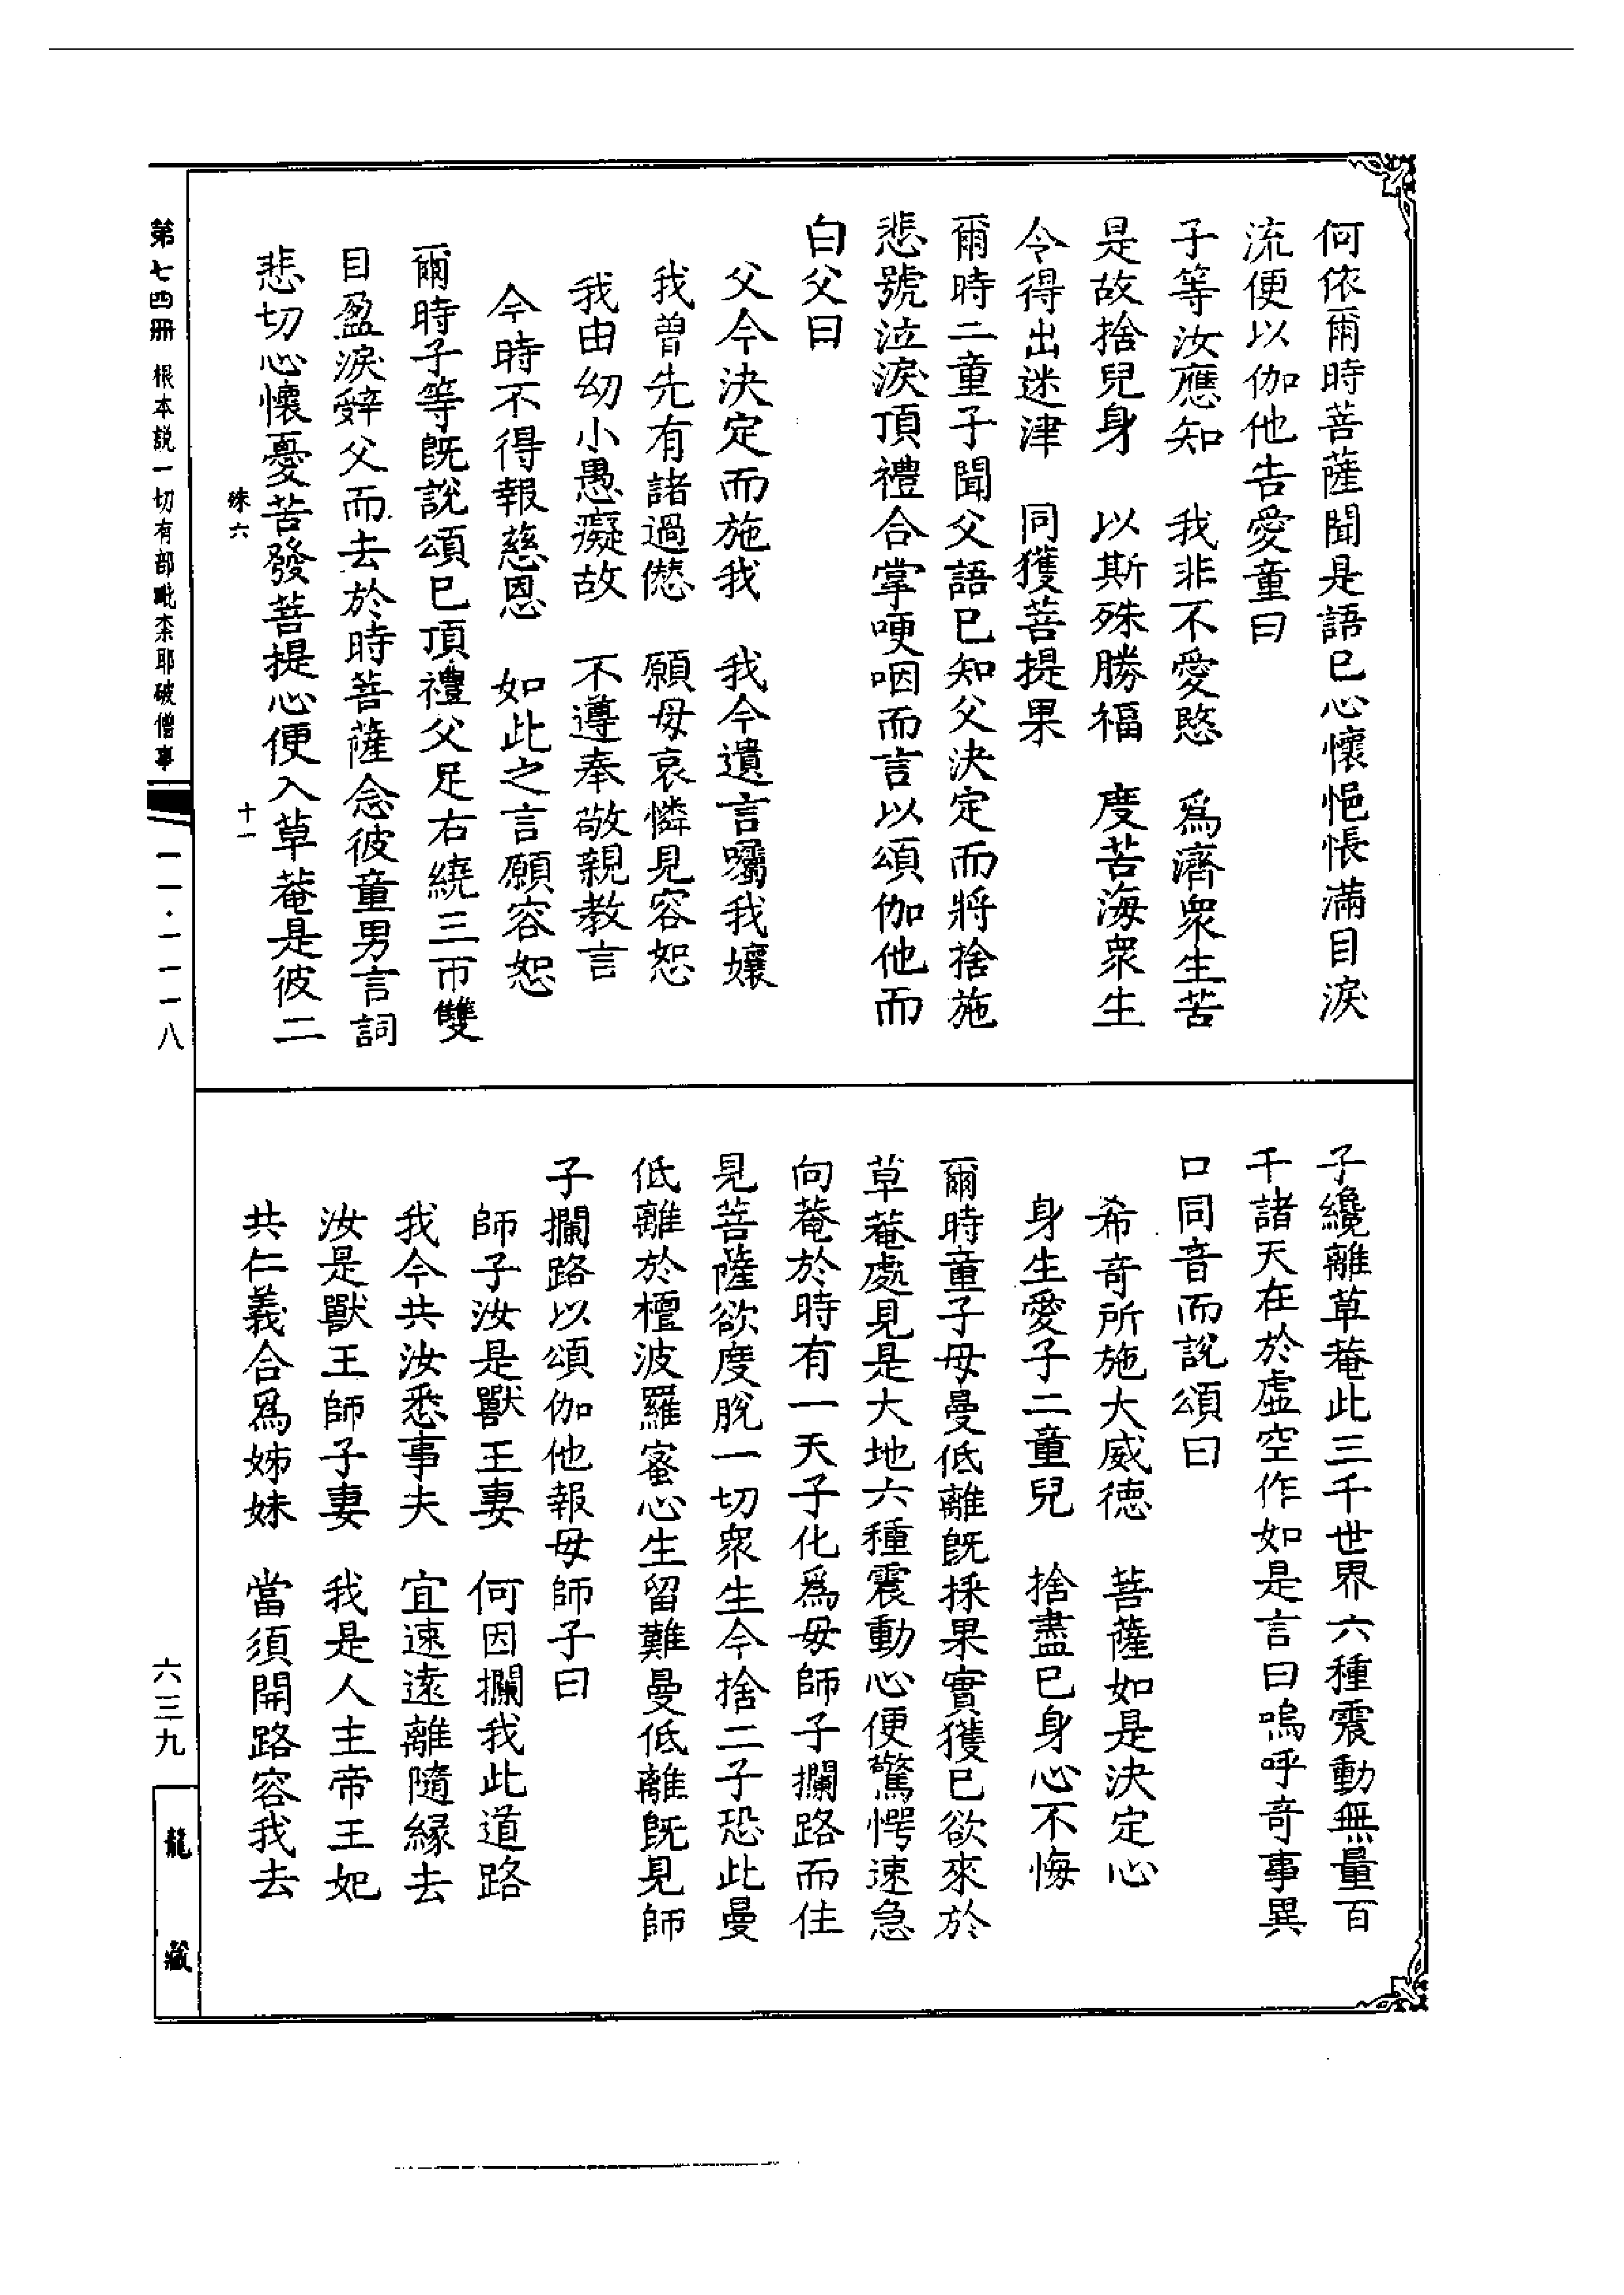 何依爾時菩薩聞是語已心懷悒悵滿目淚
流便以伽他告愛童曰
子等汝應知　我非不愛愍　爲濟衆生苦
是故捨兒身　以斯殊勝福　度苦海衆生
令得出迷津　同獲菩提果
爾時二童子聞父語已知父決定而將捨施
悲號泣淚頂禮合掌哽咽而言以頌伽他而
白父曰
父今決定而施我　我今遺言囑我孃
我曾先有諸過愆　願母哀憐見容恕
我由幼小愚癡故　不遵奉敬親教言
今時不得報慈恩　如此之言願容恕
爾時子等既說頌已頂禮父足右繞三帀雙
目盈淚辭父而去於時菩薩念彼童男言詞
悲切心懷憂苦發菩提心便入草菴是彼二
殊六　十一
第七四冊　根本說一切有部毗柰耶破僧事　一一·一一一八
子纔離草菴此三千世界六種震動無量百
千諸天在於虛空作如是言曰嗚呼奇事異
口同音而說頌曰
希奇所施大威德　菩薩如是決定心
身生愛子二童兒　捨盡已身心不悔
爾時童子母曼低離既採果實獲已欲來於
草菴處見是大地六種震動心便驚愕速急
向菴於時有一天子化爲母師子攔路而住
見菩薩欲度脫一切衆生今捨二子恐此曼
低離於檀波羅蜜心生留難曼低離既見師
子攔路以頌伽他報母師子曰
師子汝是獸王妻　何因攔我此道路
我今共汝悉事夫　宜速遠離隨緣去
汝是獸王師子妻　我是人主帝王妃
共仁義合爲姊妹　當須開路容我去
六三九
龍藏